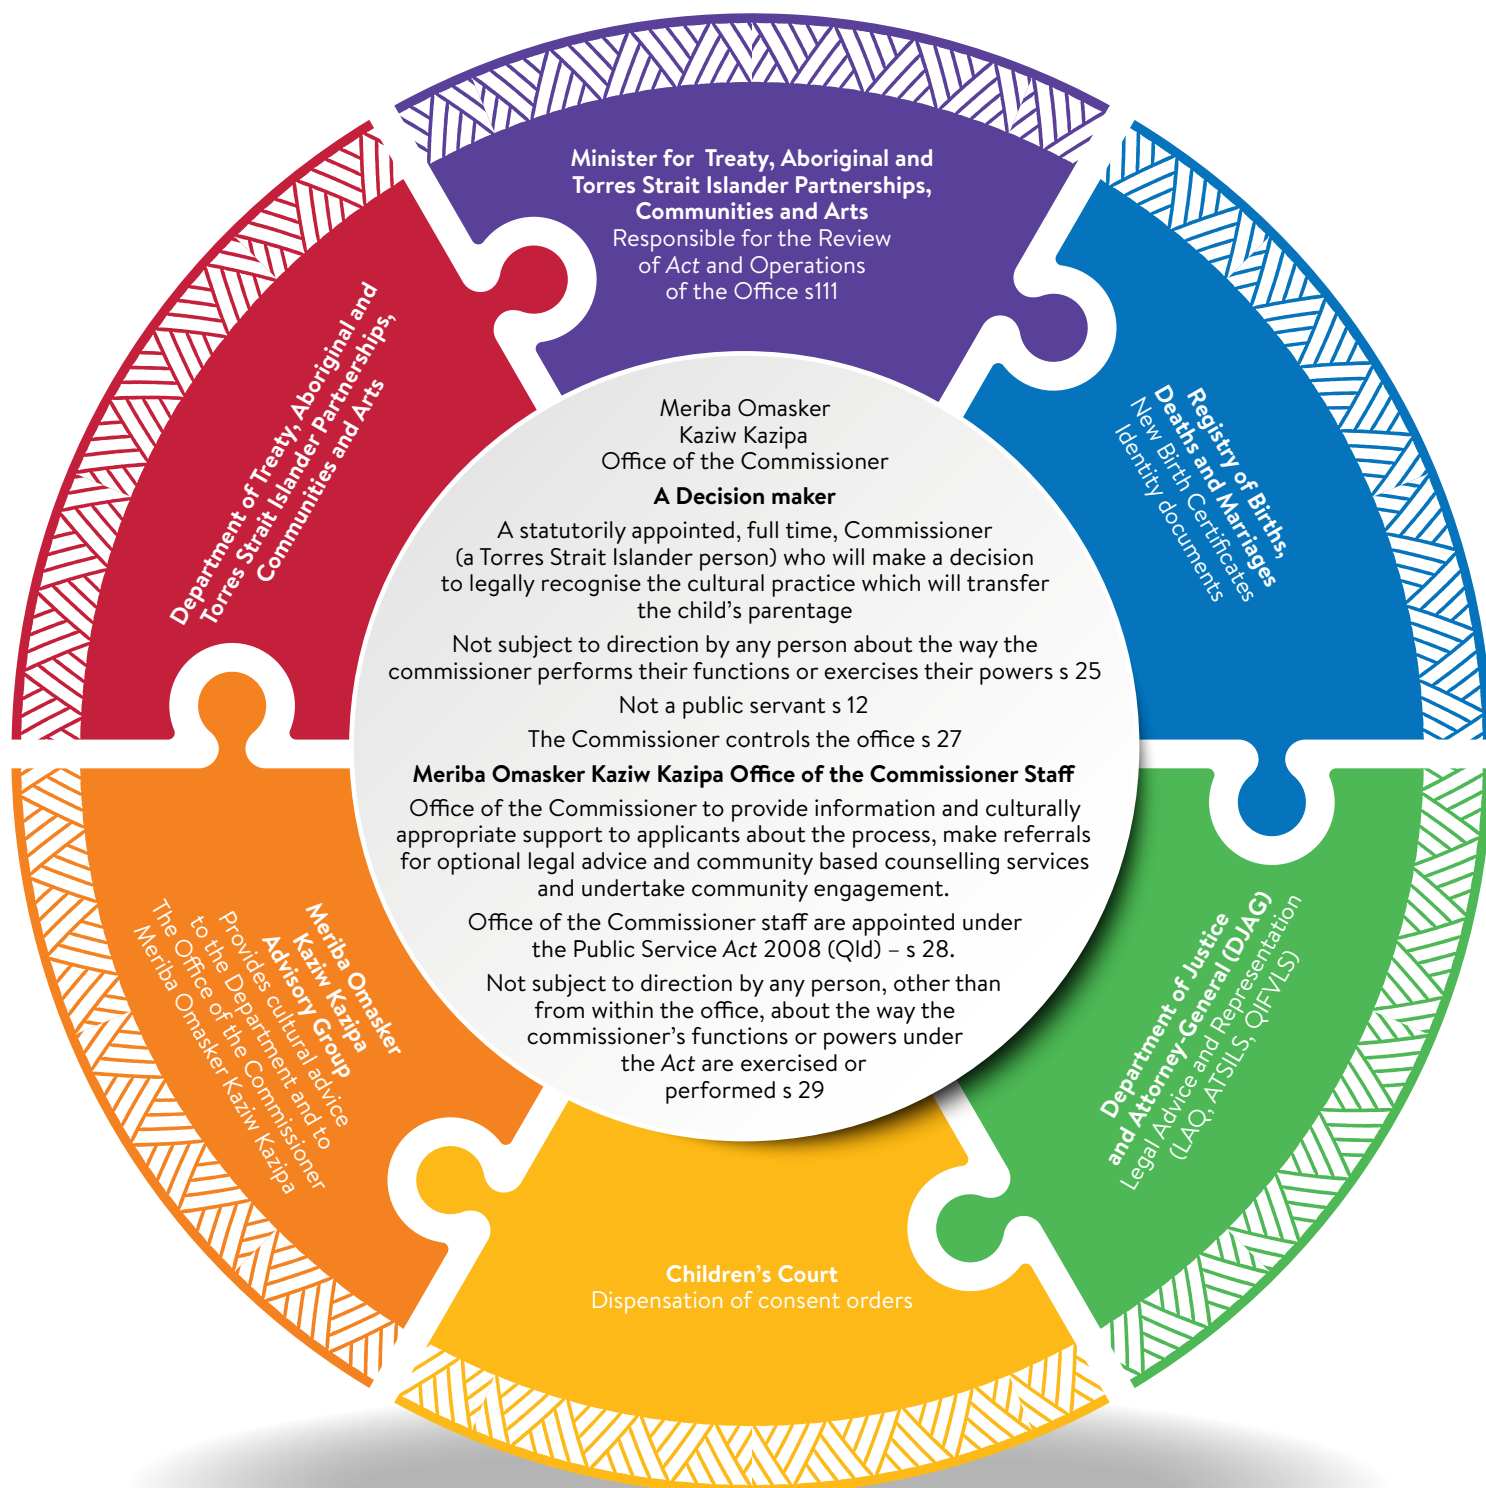 Minister for Treaty, Aboriginal and
Torres Strait Islander Partnerships,
Communities and Arts
Responsible for the Review
of Act and Operations
of the Office s111
Registry of Births,
Deaths and Marriages
New Birth Certificates
Identity documents
Department of Justice
and Attorney-General (DJAG)
Legal Advice and Representation
(LAQ, ATSILS, QIFVLS)
Children's Court
Dispensation of consent orders
Meriba Omasker
Kaziw Kazipa
Advisory Group
Provides cultural advice
to the Department and to
The Office of the Commissioner
Meriba Omasker Kaziw Kazipa
Department of Treaty, Aboriginal and
Torres Strait Islander Partnerships,
Communities and Arts
Meriba Omasker
Kaziw Kazipa
Office of the Commissioner
A Decision maker
A statutorily appointed, full time, Commissioner
(a Torres Strait Islander person) who will make a decision
to legally recognise the cultural practice which will transfer
the child's parentage
Not subject to direction by any person about the way the
commissioner performs their functions or exercises their powers s 25
Not a public servant s 12
The Commissioner controls the office s 27
Meriba Omasker Kaziw Kazipa Office of the Commissioner Staff
Office of the Commissioner to provide information and culturally
appropriate support to applicants about the process, make referrals
for optional legal advice and community based counselling services
and undertake community engagement.
Office of the Commissioner staff are appointed under
the Public Service Act 2008 (Qld) – s 28.
Not subject to direction by any person, other than
from within the office, about the way the
commissioner's functions or powers under
the Act are exercised or
performed s 29